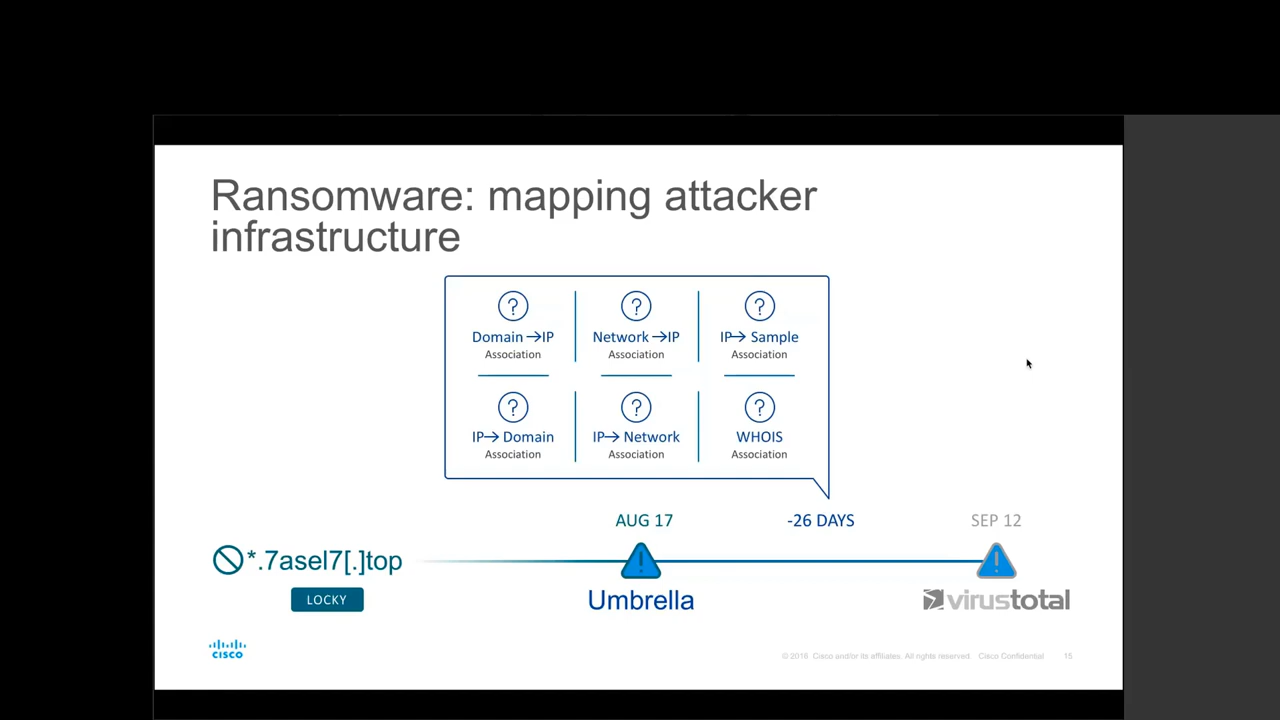 Ransomware: mapping attacker
infrastructure
?
?
?
Domain →IP
Network →IP
IP→ Sample
Association
Association
Association
?
?
?
IP→ Domain
IP→ Network
WHOIS
Association
Association
Association
AUG 17
-26 DAYS
SEP 12
*.7asel7[.]top
LOCKY
Umbrella
virustotal
CISCO
© 2016 Cisco and/or its affiliates. All rights reserved. Cisco Confidential
15